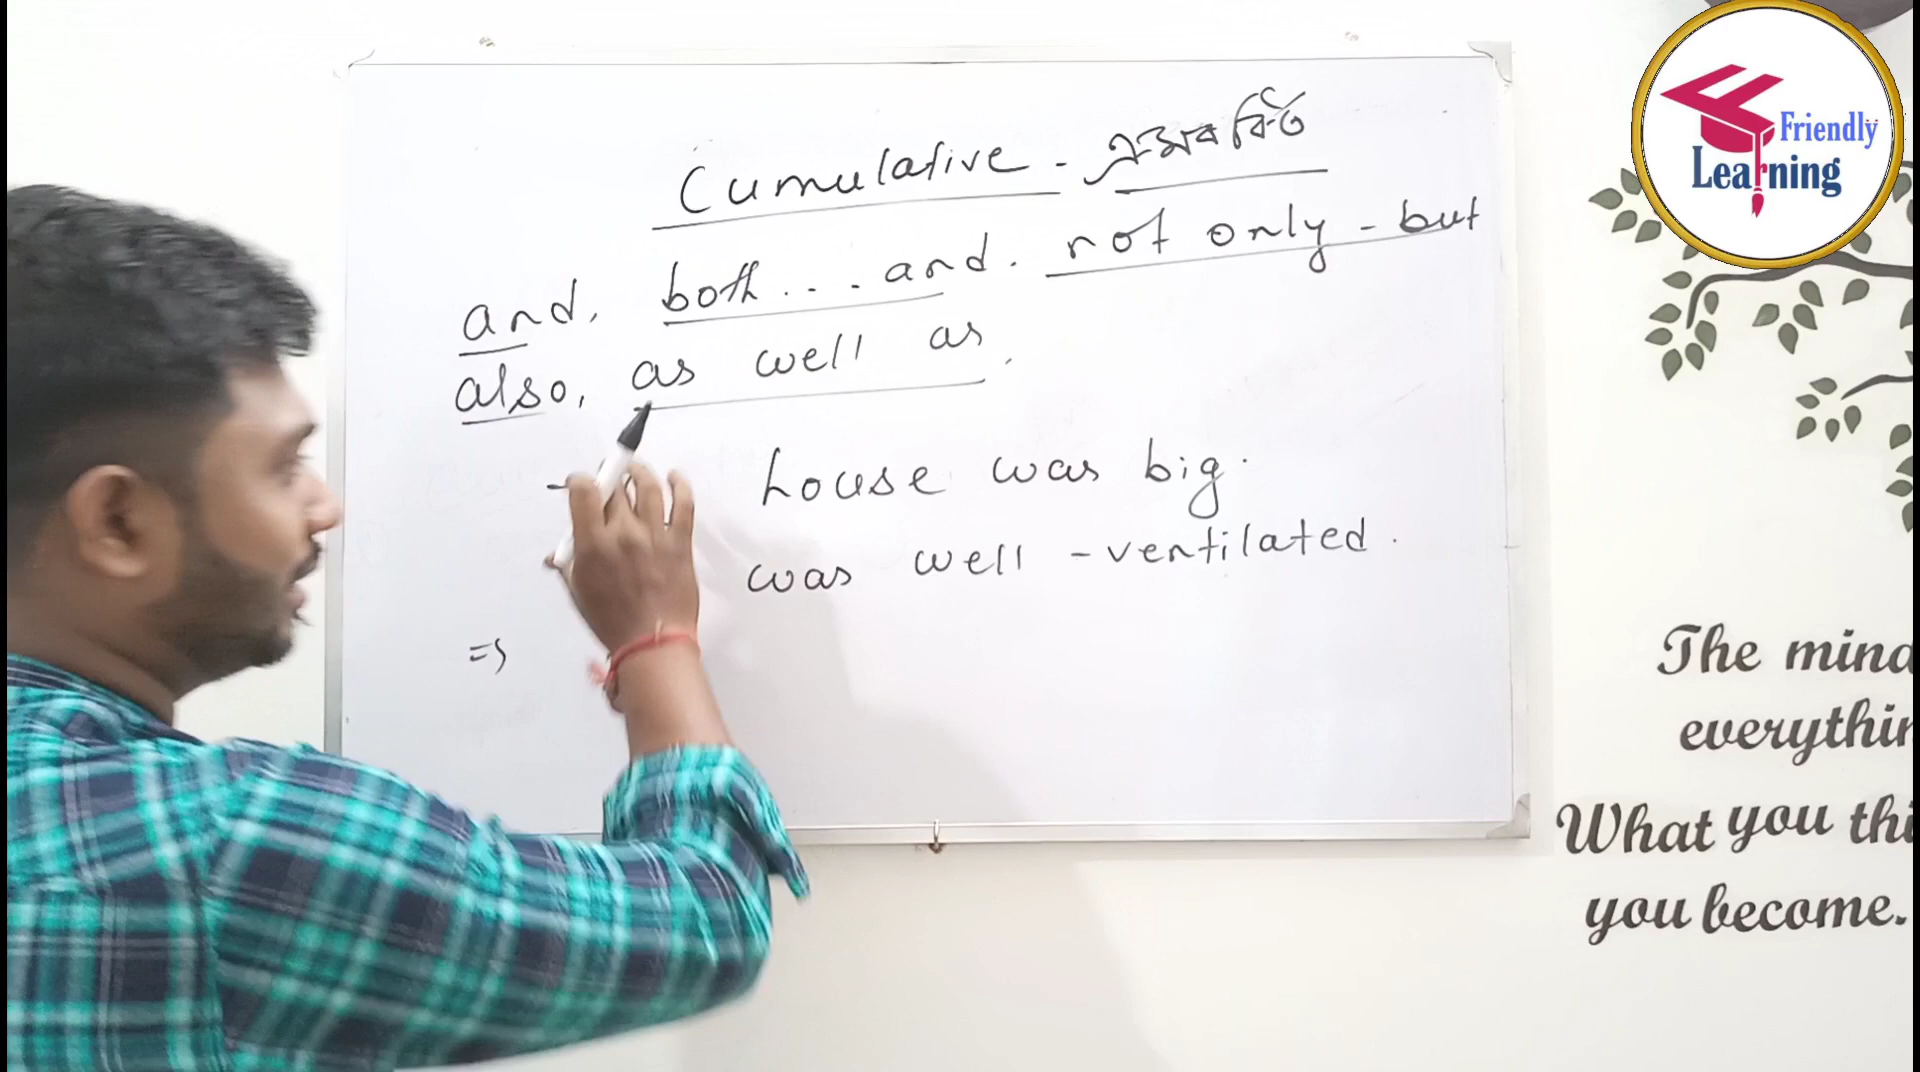 Cumulative - ক্রমবর্ধিত
and, both . . . and. not only - but
also, as well as.
house was big.
was well - ventilated.
=>
Friendly
Learning
The mind
everythin
What you thi
you become.